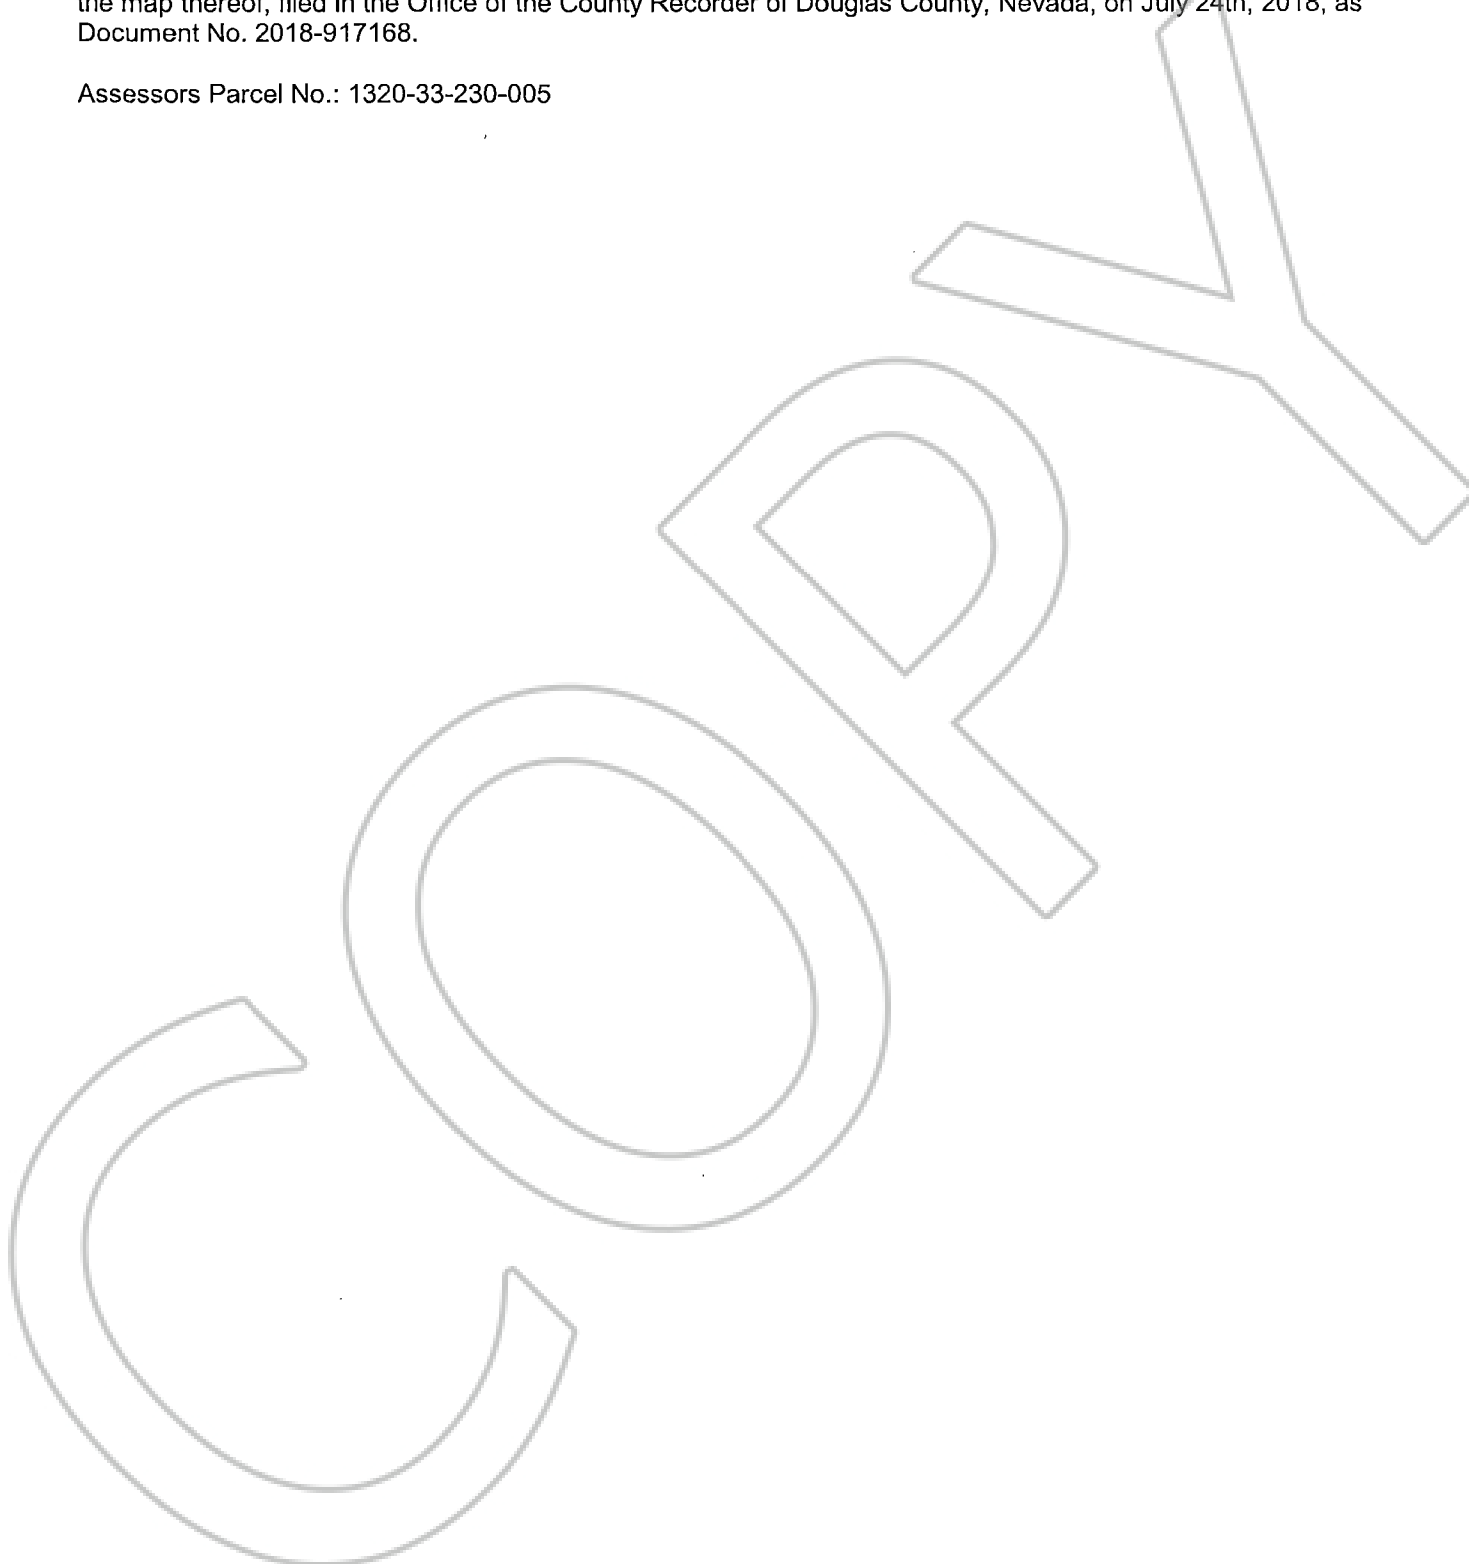 the map thereof, filed in the Office of the County Recorder of Douglas County, Nevada, on July 24th, 2018, as
Document No. 2018-917168.
Assessors Parcel No.: 1320-33-230-005
COPY